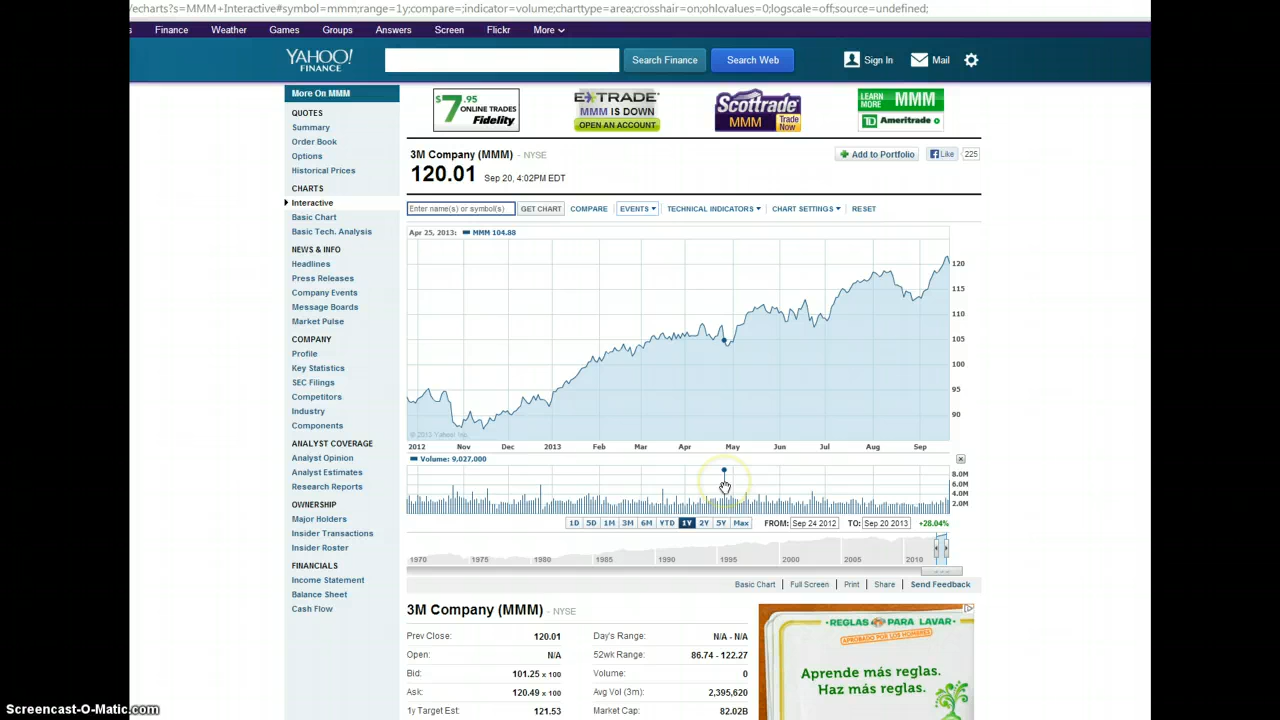 /echarts?s=MMM+Interactive#symbol=mmm;range=1y;compare=;indicator=volume;charttype=area;crosshair=on;ohlcvalues=0;logscale=off;source=undefined;
s Finance Weather Games Groups Answers Screen Flickr More
YAHOO! FINANCE
Search Finance Search Web Sign In Mail
More On MMM
QUOTES
Summary
Order Book
Options
Historical Prices
CHARTS
Interactive
Basic Chart
Basic Tech. Analysis
NEWS & INFO
Headlines
Press Releases
Company Events
Message Boards
Market Pulse
COMPANY
Profile
Key Statistics
SEC Filings
Competitors
Industry
Components
ANALYST COVERAGE
Analyst Opinion
Analyst Estimates
Research Reports
OWNERSHIP
Major Holders
Insider Transactions
Insider Roster
FINANCIALS
Income Statement
Balance Sheet
Cash Flow
$7.95 ONLINE TRADES Fidelity
E*TRADE MMM IS DOWN OPEN AN ACCOUNT
Scottrade MMM Trade Now
LEARN MORE MMM TD Ameritrade
3M Company (MMM) - NYSE
Add to Portfolio Like 225
120.01 Sep 20, 4:02PM EDT
Enter name(s) or symbol(s) GET CHART COMPARE EVENTS TECHNICAL INDICATORS CHART SETTINGS RESET
Apr 25, 2013: MMM 104.88
120
115
110
105
100
95
90
© 2013 Yahoo! Inc.
2012 Nov Dec 2013 Feb Mar Apr May Jun Jul Aug Sep
Volume: 9,027,000
8.0M
6.0M
4.0M
2.0M
1D 5D 1M 3M 6M YTD 1Y 2Y 5Y Max FROM: Sep 24 2012 TO: Sep 20 2013 +28.04%
1970 1975 1980 1985 1990 1995 2000 2005 2010
Basic Chart Full Screen Print Share Send Feedback
3M Company (MMM) - NYSE
Prev Close: 120.01 Day's Range: N/A - N/A
Open: N/A 52wk Range: 86.74 - 122.27
Bid: 101.25 x 100 Volume: 0
Ask: 120.49 x 100 Avg Vol (3m): 2,395,620
1y Target Est: 121.53 Market Cap: 82.02B
REGLAS PARA LAVAR
APROBADO POR LOS HOMBRES
Aprende más reglas.
Haz más reglas.
Screencast-O-Matic.com